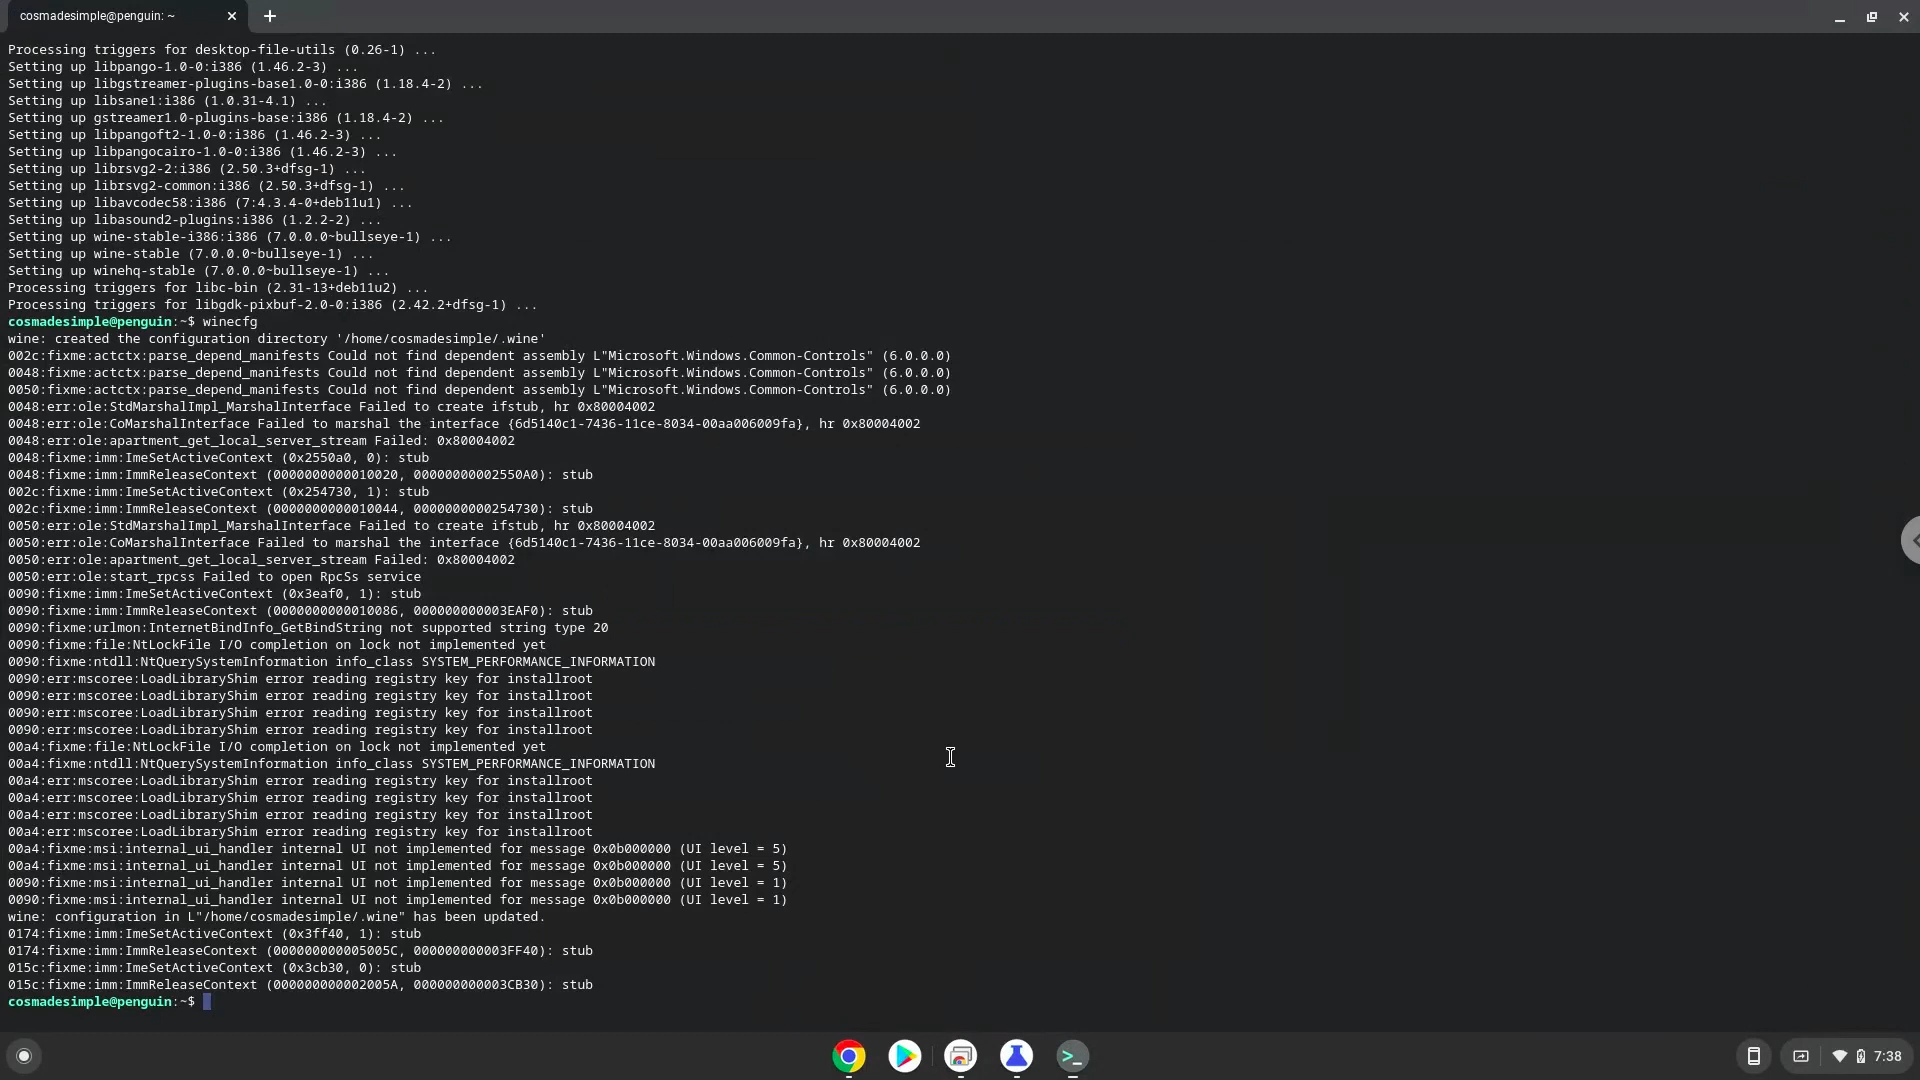 cosmadesimple@penguin: ~
Processing triggers for desktop-file-utils (0.26-1) ...
Setting up libpango-1.0-0:i386 (1.46.2-3) ...
Setting up libgstreamer-plugins-base1.0-0:i386 (1.18.4-2) ...
Setting up libsane1:i386 (1.0.31-4.1) ...
Setting up gstreamer1.0-plugins-base:i386 (1.18.4-2) ...
Setting up libpangoft2-1.0-0:i386 (1.46.2-3) ...
Setting up libpangocairo-1.0-0:i386 (1.46.2-3) ...
Setting up librsvg2-2:i386 (2.50.3+dfsg-1) ...
Setting up librsvg2-common:i386 (2.50.3+dfsg-1) ...
Setting up libavcodec58:i386 (7:4.3.4-0+deb11u1) ...
Setting up libasound2-plugins:i386 (1.2.2-2) ...
Setting up wine-stable-i386:i386 (7.0.0.0~bullseye-1) ...
Setting up wine-stable (7.0.0.0~bullseye-1) ...
Setting up winehq-stable (7.0.0.0~bullseye-1) ...
Processing triggers for libc-bin (2.31-13+deb11u2) ...
Processing triggers for libgdk-pixbuf-2.0-0:i386 (2.42.2+dfsg-1) ...
cosmadesimple@penguin:~$ winecfg
wine: created the configuration directory '/home/cosmadesimple/.wine'
002c:fixme:actctx:parse_depend_manifests Could not find dependent assembly L"Microsoft.Windows.Common-Controls" (6.0.0.0)
0048:fixme:actctx:parse_depend_manifests Could not find dependent assembly L"Microsoft.Windows.Common-Controls" (6.0.0.0)
0050:fixme:actctx:parse_depend_manifests Could not find dependent assembly L"Microsoft.Windows.Common-Controls" (6.0.0.0)
0048:err:ole:StdMarshalImpl_MarshalInterface Failed to create ifstub, hr 0x80004002
0048:err:ole:CoMarshalInterface Failed to marshal the interface {6d5140c1-7436-11ce-8034-00aa006009fa}, hr 0x80004002
0048:err:ole:apartment_get_local_server_stream Failed: 0x80004002
0048:fixme:imm:ImeSetActiveContext (0x2550a0, 0): stub
0048:fixme:imm:ImmReleaseContext (0000000000010020, 00000000002550A0): stub
002c:fixme:imm:ImeSetActiveContext (0x254730, 1): stub
002c:fixme:imm:ImmReleaseContext (0000000000010044, 0000000000254730): stub
0050:err:ole:StdMarshalImpl_MarshalInterface Failed to create ifstub, hr 0x80004002
0050:err:ole:CoMarshalInterface Failed to marshal the interface {6d5140c1-7436-11ce-8034-00aa006009fa}, hr 0x80004002
0050:err:ole:apartment_get_local_server_stream Failed: 0x80004002
0050:err:ole:start_rpcss Failed to open RpcSs service
0090:fixme:imm:ImeSetActiveContext (0x3eaf0, 1): stub
0090:fixme:imm:ImmReleaseContext (0000000000010086, 000000000003EAF0): stub
0090:fixme:urlmon:InternetBindInfo_GetBindString not supported string type 20
0090:fixme:file:NtLockFile I/O completion on lock not implemented yet
0090:fixme:ntdll:NtQuerySystemInformation info_class SYSTEM_PERFORMANCE_INFORMATION
0090:err:mscoree:LoadLibraryShim error reading registry key for installroot
0090:err:mscoree:LoadLibraryShim error reading registry key for installroot
0090:err:mscoree:LoadLibraryShim error reading registry key for installroot
0090:err:mscoree:LoadLibraryShim error reading registry key for installroot
00a4:fixme:file:NtLockFile I/O completion on lock not implemented yet
00a4:fixme:ntdll:NtQuerySystemInformation info_class SYSTEM_PERFORMANCE_INFORMATION
00a4:err:mscoree:LoadLibraryShim error reading registry key for installroot
00a4:err:mscoree:LoadLibraryShim error reading registry key for installroot
00a4:err:mscoree:LoadLibraryShim error reading registry key for installroot
00a4:err:mscoree:LoadLibraryShim error reading registry key for installroot
00a4:fixme:msi:internal_ui_handler internal UI not implemented for message 0x0b000000 (UI level = 5)
00a4:fixme:msi:internal_ui_handler internal UI not implemented for message 0x0b000000 (UI level = 5)
0090:fixme:msi:internal_ui_handler internal UI not implemented for message 0x0b000000 (UI level = 1)
0090:fixme:msi:internal_ui_handler internal UI not implemented for message 0x0b000000 (UI level = 1)
wine: configuration in L"/home/cosmadesimple/.wine" has been updated.
0174:fixme:imm:ImeSetActiveContext (0x3ff40, 1): stub
0174:fixme:imm:ImmReleaseContext (000000000005005C, 000000000003FF40): stub
015c:fixme:imm:ImeSetActiveContext (0x3cb30, 0): stub
015c:fixme:imm:ImmReleaseContext (000000000002005A, 000000000003CB30): stub
cosmadesimple@penguin:~$
7:38